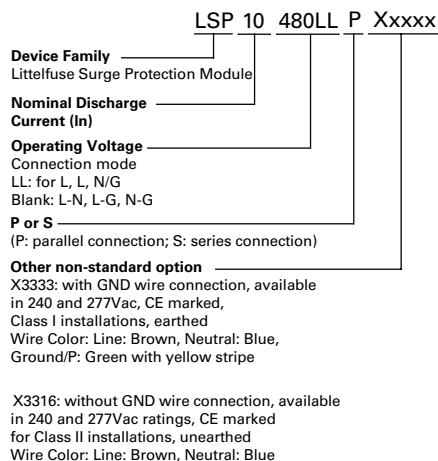 LSP 10 480LL P Xxxxx
Device Family
Littelfuse Surge Protection Module
Nominal Discharge
Current (In)
Operating Voltage
Connection mode
LL: for L, L, N/G
Blank: L-N, L-G, N-G
P or S
(P: parallel connection; S: series connection)
Other non-standard option
X3333: with GND wire connection, available
in 240 and 277Vac, CE marked,
Class I installations, earthed
Wire Color: Line: Brown, Neutral: Blue,
Ground/P: Green with yellow stripe
X3316: without GND wire connection, available
in 240 and 277Vac ratings, CE marked
for Class II installations, unearthed
Wire Color: Line: Brown, Neutral: Blue